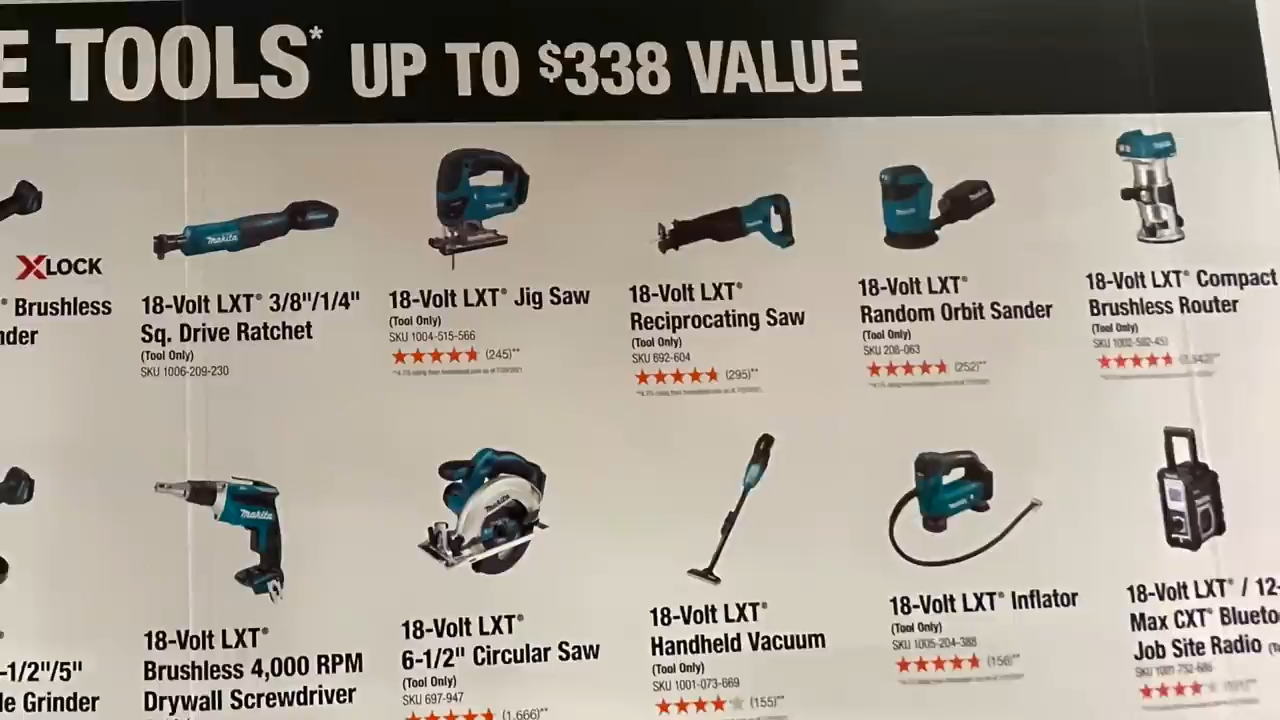 E TOOLS* UP TO $338 VALUE
XLOCK
® Brushless
nder
18-Volt LXT® 3/8"/1/4"
Sq. Drive Ratchet
(Tool Only)
SKU 1006-209-230
18-Volt LXT® Jig Saw
(Tool Only)
SKU 1004-515-566
(245)**
18-Volt LXT®
Reciprocating Saw
(Tool Only)
SKU 692-604
(295)**
18-Volt LXT®
Random Orbit Sander
(Tool Only)
SKU 208-063
(252)**
18-Volt LXT® Compact
Brushless Router
(Tool Only)
-1/2"/5"
le Grinder
18-Volt LXT®
Brushless 4,000 RPM
Drywall Screwdriver
18-Volt LXT®
6-1/2" Circular Saw
(Tool Only)
SKU 697-947
(1,666)**
18-Volt LXT®
Handheld Vacuum
(Tool Only)
SKU 1001-073-669
(155)**
18-Volt LXT® Inflator
(Tool Only)
SKU 1005-204-388
(156)**
18-Volt LXT® / 12-
Max CXT® Blueto
Job Site Radio
makita
Makita
Makita